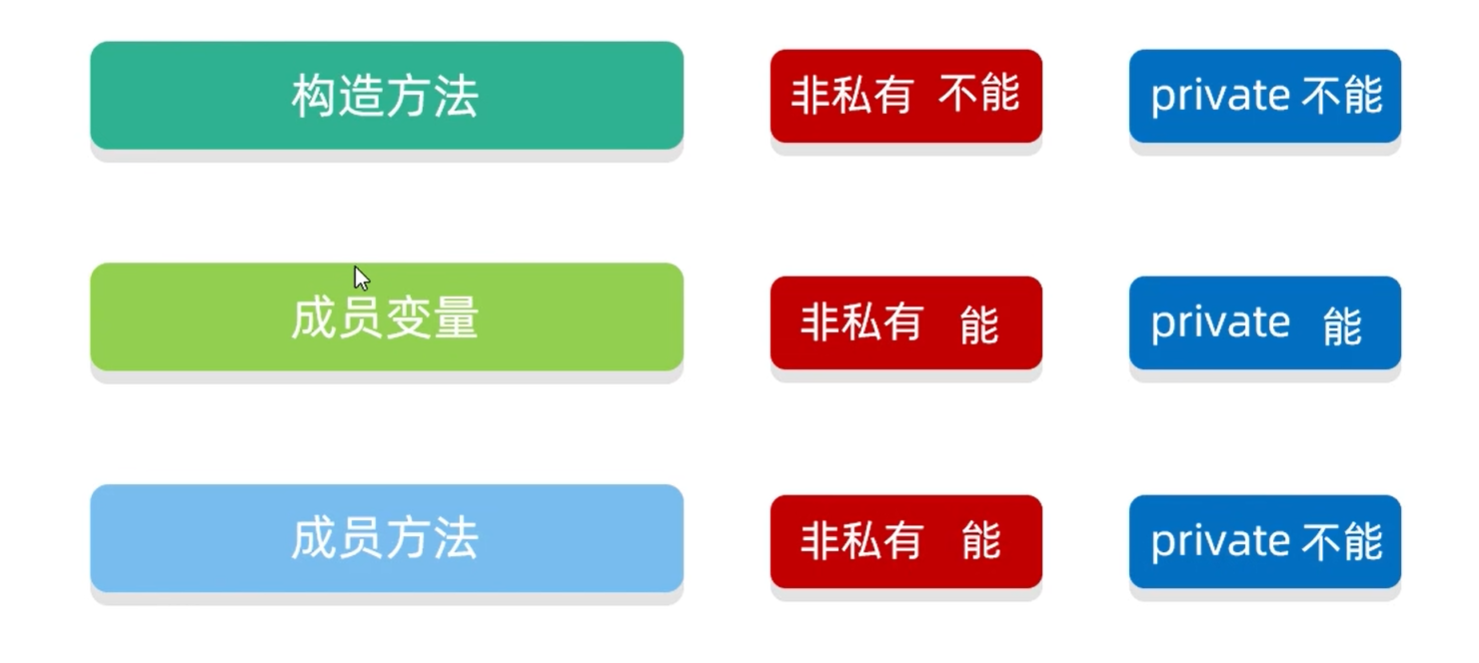 构造方法 非私有 不能 private 不能
成员变量 非私有 能 private 能
成员方法 非私有 能 private 不能